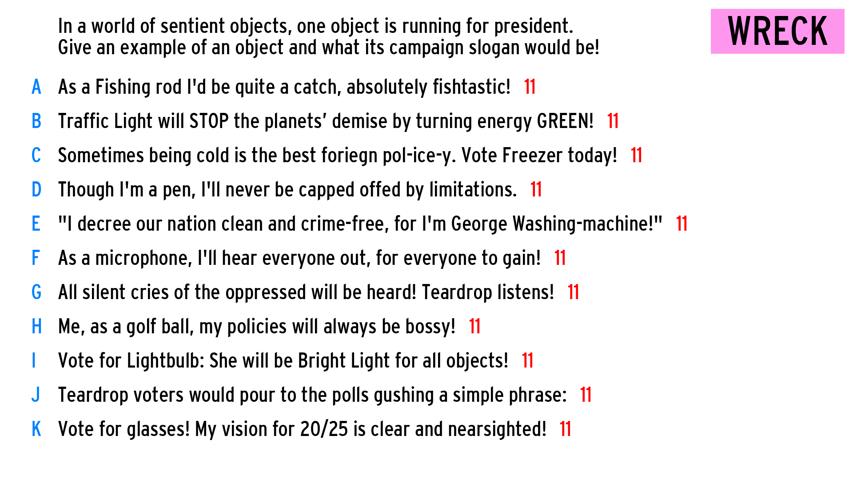 In a world of sentient objects, one object is running for president.
Give an example of an object and what its campaign slogan would be!
WRECK
A As a Fishing rod I'd be quite a catch, absolutely fishtastic! 11
B Traffic Light will STOP the planets' demise by turning energy GREEN! 11
C Sometimes being cold is the best foriegn pol-ice-y. Vote Freezer today! 11
D Though I'm a pen, I'll never be capped offed by limitations. 11
E "I decree our nation clean and crime-free, for I'm George Washing-machine!" 11
F As a microphone, I'll hear everyone out, for everyone to gain! 11
G All silent cries of the oppressed will be heard! Teardrop listens! 11
H Me, as a golf ball, my policies will always be bossy! 11
I Vote for Lightbulb: She will be Bright Light for all objects! 11
J Teardrop voters would pour to the polls gushing a simple phrase: 11
K Vote for glasses! My vision for 20/25 is clear and nearsighted! 11